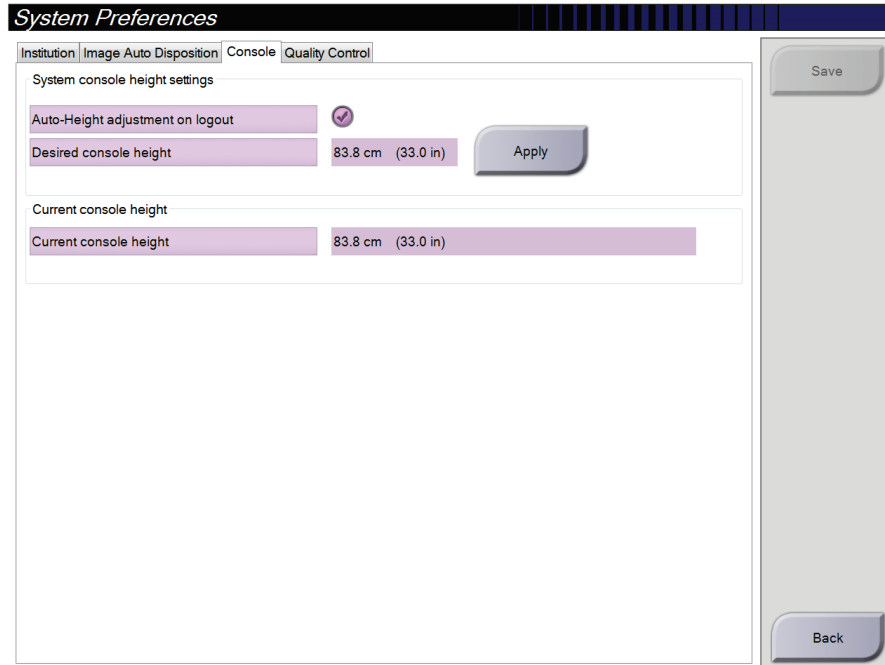 System Preferences
Institution Image Auto Disposition Console Quality Control
System console height settings
Auto-Height adjustment on logout
Desired console height 83.8 cm (33.0 in) Apply
Current console height
Current console height 83.8 cm (33.0 in)
Save
Back